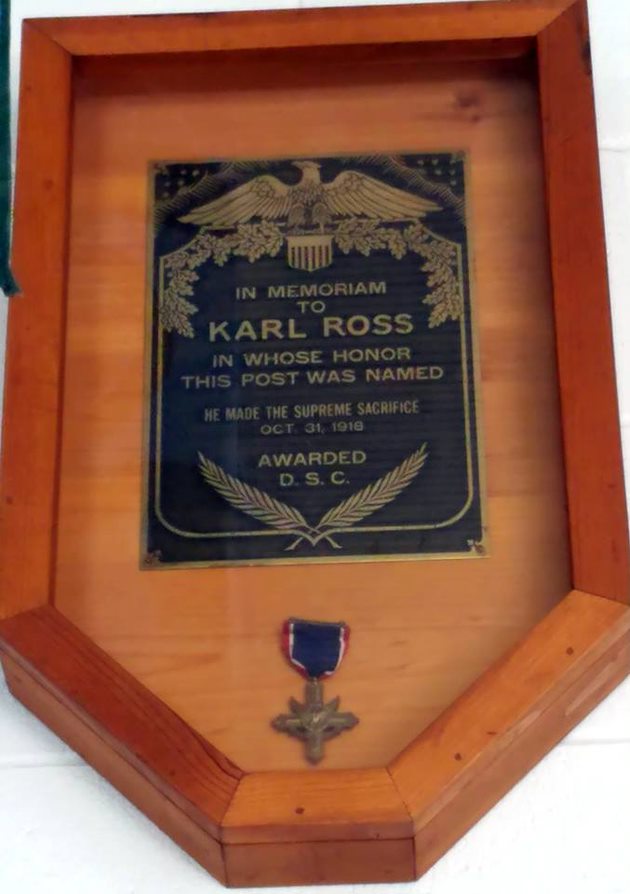 IN MEMORIAM
TO
KARL ROSS
IN WHOSE HONOR
THIS POST WAS NAMED
HE MADE THE SUPREME SACRIFICE
OCT. 31, 1918
AWARDED
D. S. C.